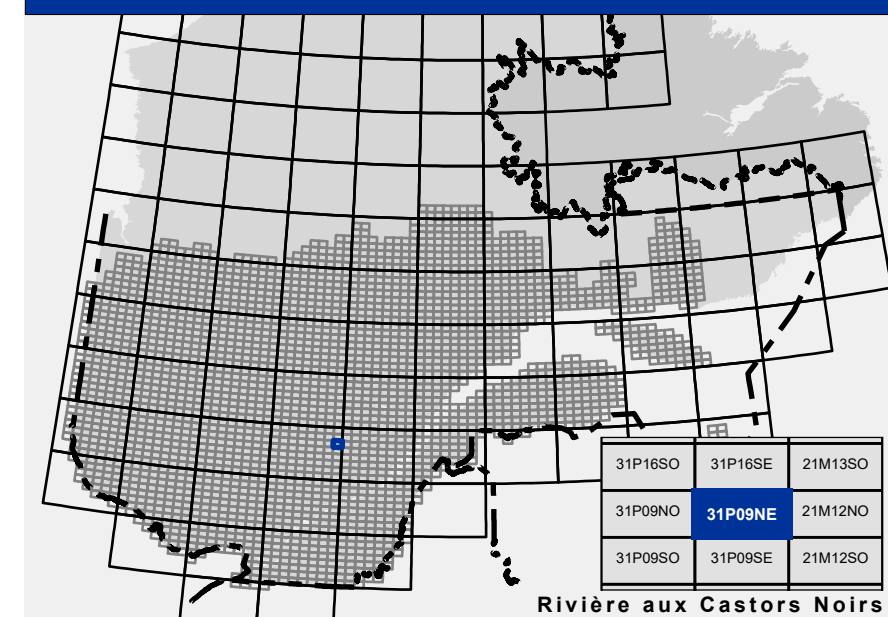 31P16SO 31P16SE 21M13SO
31P09NO 31P09NE 21M12NO
31P09SO 31P09SE 21M12SO
Rivière aux Castors Noirs